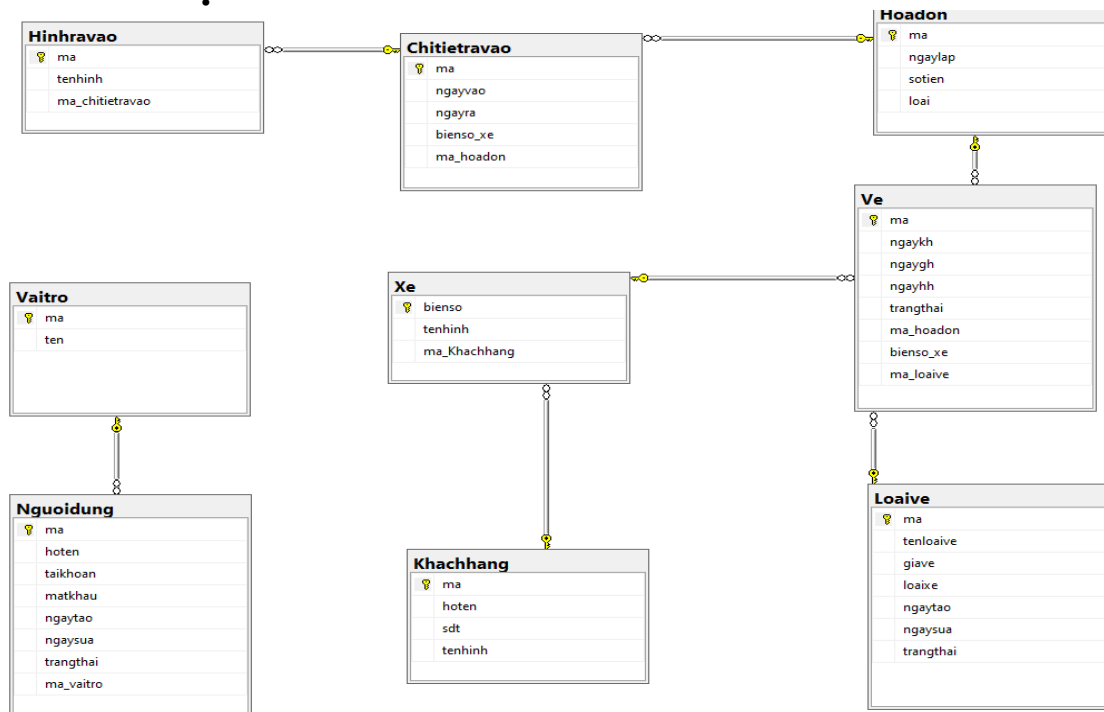 Hinhravao
ma
tenhinh
ma_chitietravao
Chitietravao
ma
ngayvao
ngayra
bienso_xe
ma_hoadon
Hoadon
ma
ngaylap
sotien
loai
Ve
ma
ngaykh
ngaygh
ngayhh
trangthai
ma_hoadon
bienso_xe
ma_loaive
Xe
bienso
tenhinh
ma_Khachhang
Vaitro
ma
ten
Nguoidung
ma
hoten
taikhoan
matkhau
ngaytao
ngaysua
trangthai
ma_vaitro
Khachhang
ma
hoten
sdt
tenhinh
Loaive
ma
tenloaive
giave
loaixe
ngaytao
ngaysua
trangthai